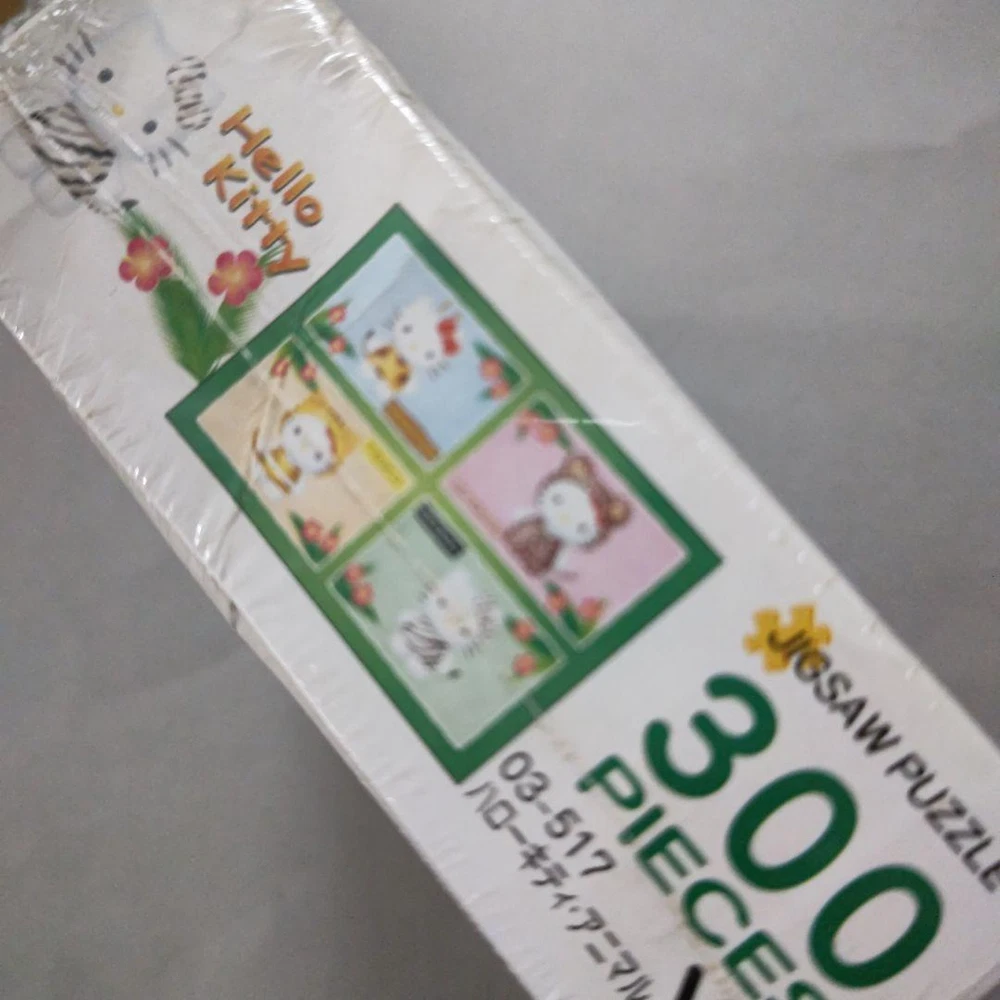 Hello
Kitty
JIGSAW PUZZLE
300
PIECES
03-517
ハローキティ・アニマル